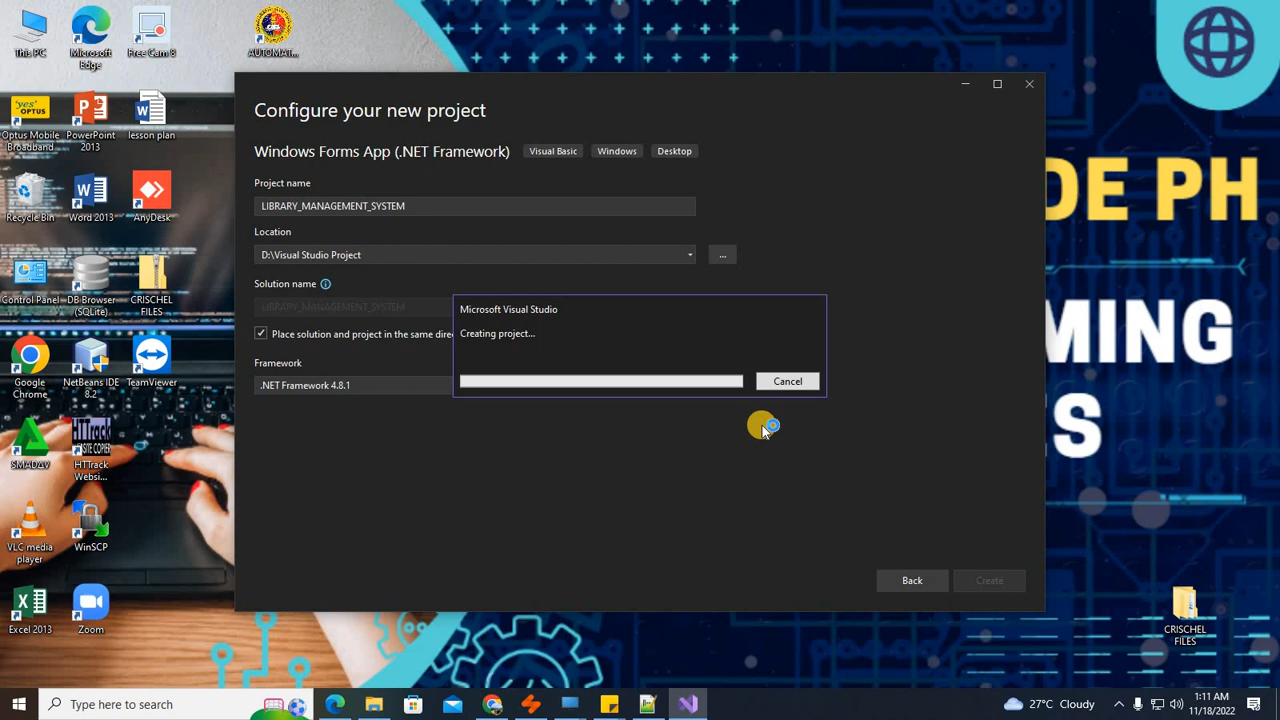 This PC
Microsoft Edge
Free Cam 8
AUTOMAT...
'yes' OPTUS
Optus Mobile Broadband
PowerPoint 2013
lesson plan
Recycle Bin
Word 2013
AnyDesk
Control Panel
DB Browser (SQLite)
CRISCHEL FILES
Google Chrome
NetBeans IDE 8.2
TeamViewer
SMADAV
HTTrack Websi...
VLC media player
WinSCP
Excel 2013
Zoom
Configure your new project
Windows Forms App (.NET Framework)
Visual Basic
Windows
Desktop
Project name
LIBRARY_MANAGEMENT_SYSTEM
Location
D:\Visual Studio Project
...
Solution name
LIBRARY_MANAGEMENT_SYSTEM
Place solution and project in the same dire
Framework
.NET Framework 4.8.1
Microsoft Visual Studio
Creating project...
Cancel
Back
Create
DE PH
MING
S
CRISCHEL FILES
Type here to search
27°C Cloudy
1:11 AM
11/18/2022